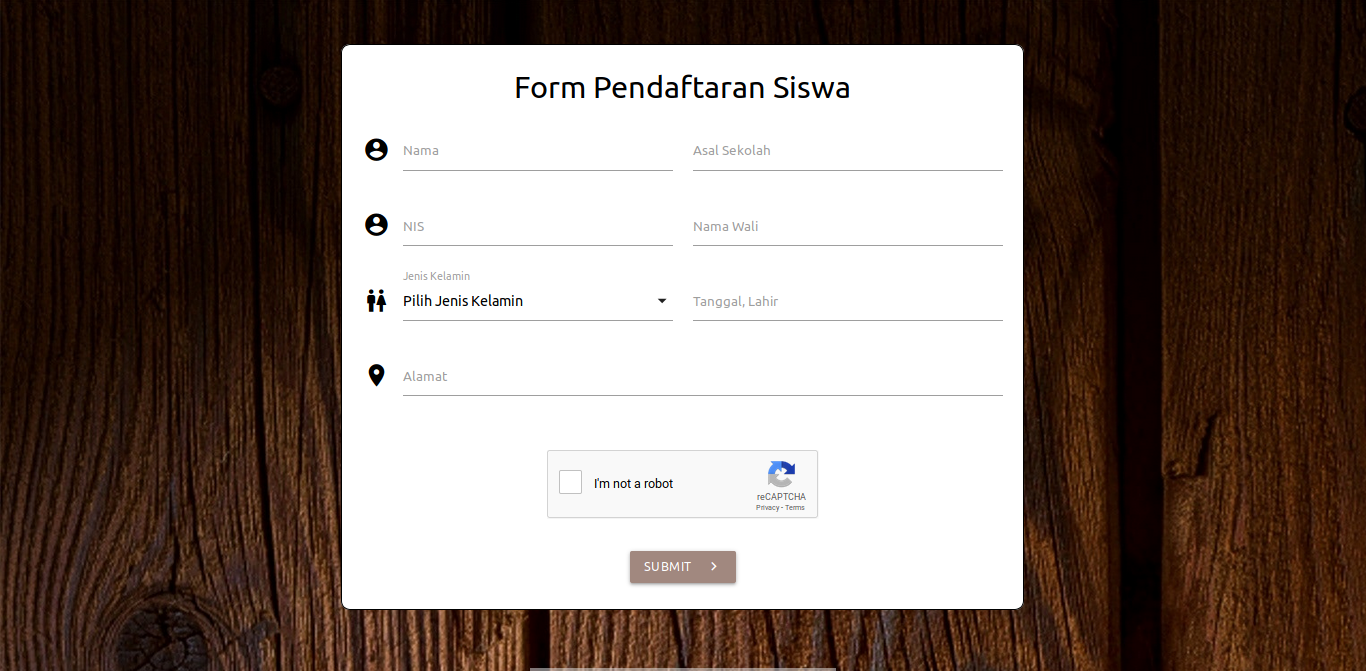 Form Pendaftaran Siswa
Nama
Asal Sekolah
NIS
Nama Wali
Jenis Kelamin
Pilih Jenis Kelamin
Tanggal, Lahir
Alamat
I'm not a robot
reCAPTCHA
Privacy - Terms
SUBMIT